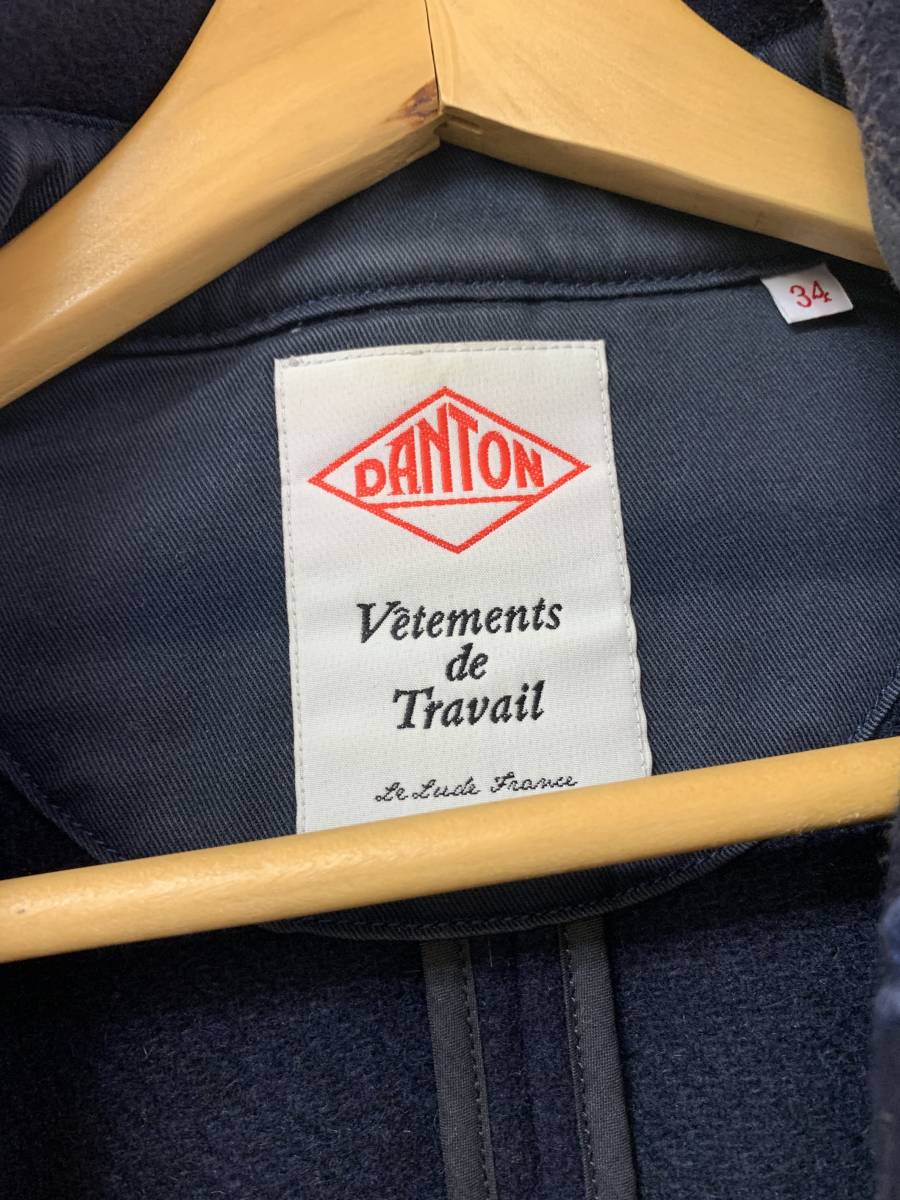 34
DANTON
Vêtements
de
Travail
Le Lude France